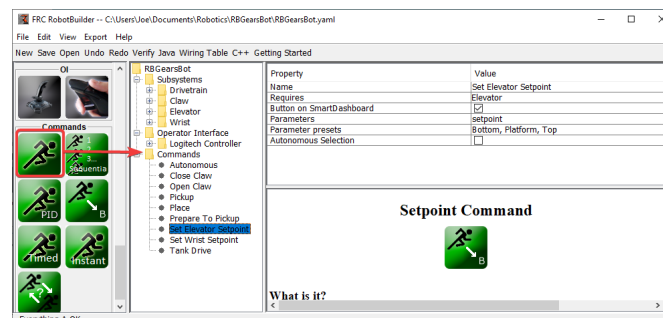 FRC RobotBuilder -- C:\Users\Joe\Documents\Robotics\RBGearsBot\RBGearsBot.yaml
File Edit View Export Help
New Save Open Undo Redo Verify Java Wiring Table C++ Getting Started
OI
Commands
1
2
3...
Sequentia
PID
B
Timed
Instant
?
RBGearsBot
Subsystems
Drivetrain
Claw
Elevator
Wrist
Operator Interface
Logitech Controller
Commands
Autonomous
Close Claw
Open Claw
Pickup
Place
Prepare To Pickup
Set Elevator Setpoint
Set Wrist Setpoint
Tank Drive
Property Value
Name Set Elevator Setpoint
Requires Elevator
Button on SmartDashboard
Parameters setpoint
Parameter presets Bottom, Platform, Top
Autonomous Selection
Setpoint Command
B
What is it?